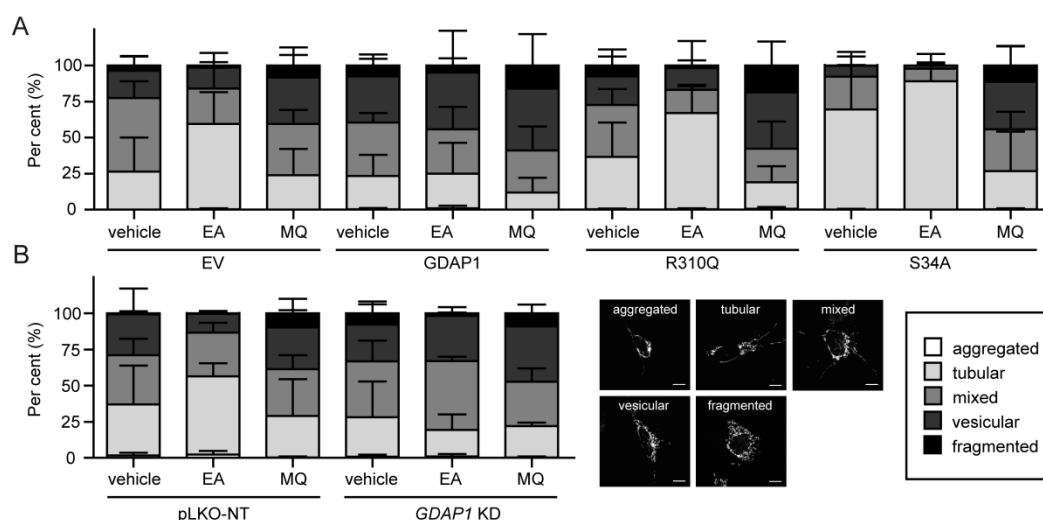 A
Per cent (%)
100
75
50
25
0
vehicle EA MQ vehicle EA MQ vehicle EA MQ vehicle EA MQ
EV GDAP1 R310Q S34A
B
Per cent (%)
100
75
50
25
0
vehicle EA MQ vehicle EA MQ
pLKO-NT GDAP1 KD
aggregated tubular mixed
vesicular fragmented
aggregated
tubular
mixed
vesicular
fragmented